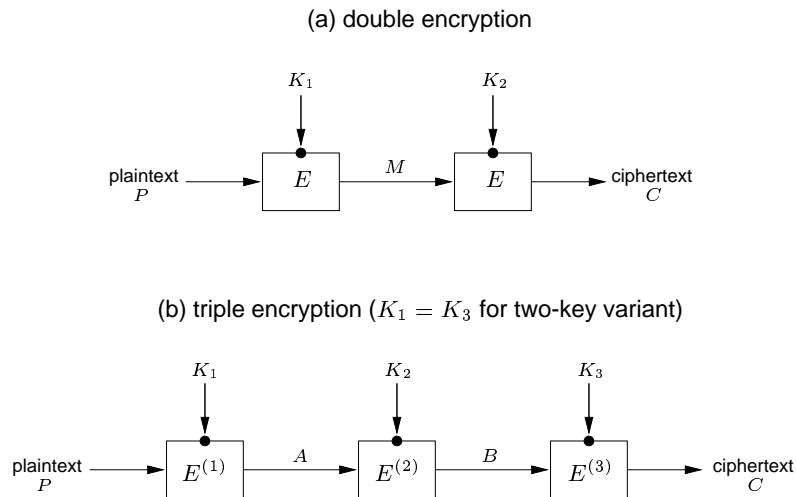 (a) double encryption
K₁ K₂
plaintext
P
E
M
E
ciphertext
C
(b) triple encryption (K₁ = K₃ for two-key variant)
K₁ K₂ K₃
plaintext
P
E⁽¹⁾
A
E⁽²⁾
B
E⁽³⁾
ciphertext
C